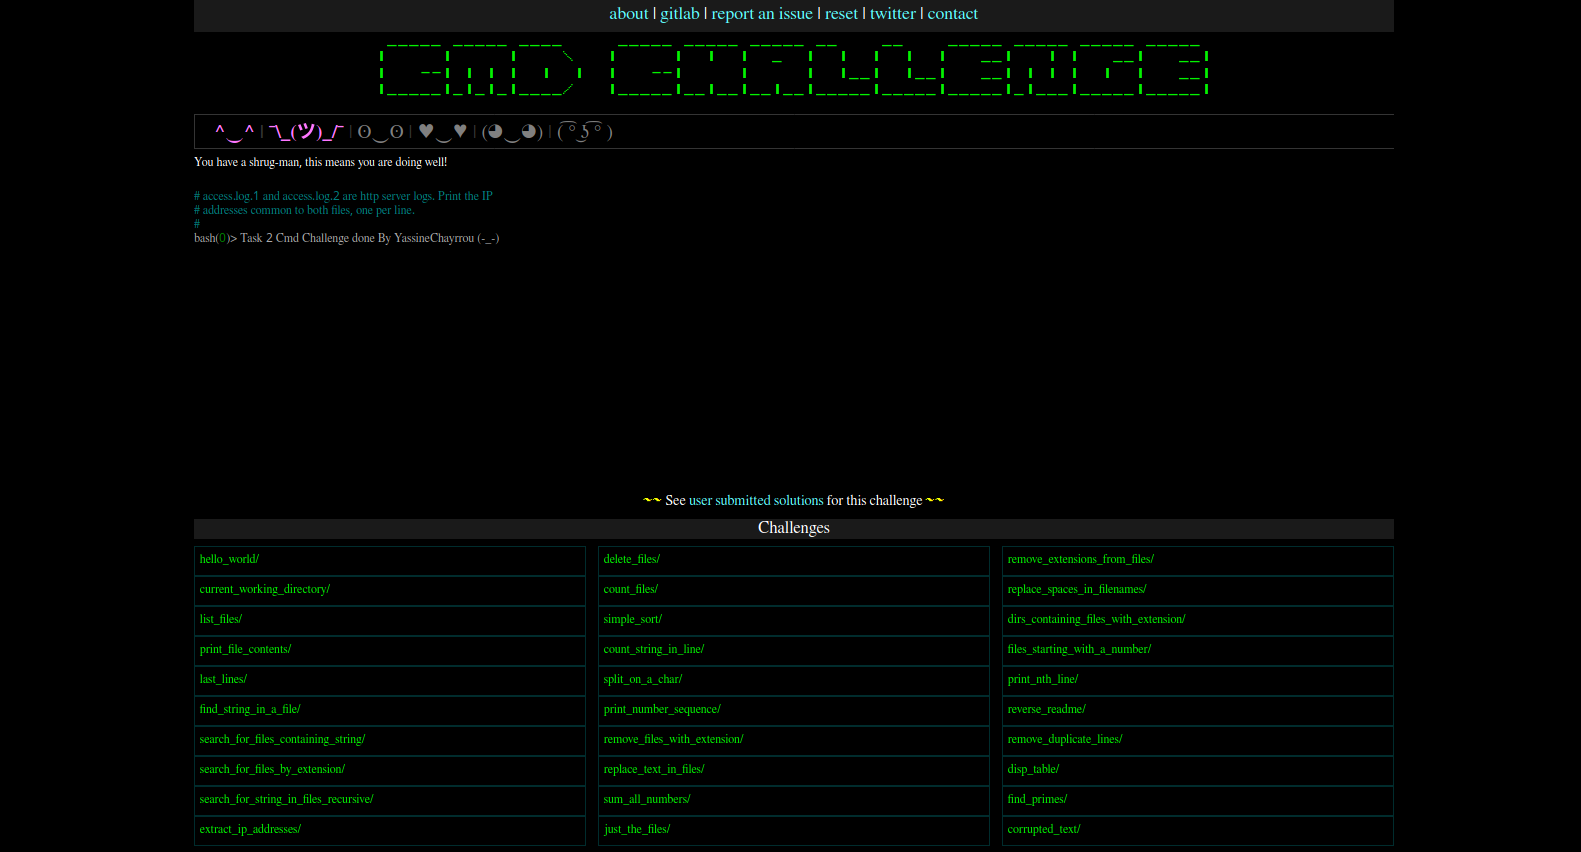 about | gitlab | report an issue | reset | twitter | contact
CMD CHALLENGE
^‿^ | ¯\_(ツ)_/¯ | ʘ‿ʘ | ♥‿♥ | (◕‿◕) | ( ͡° ͜ʖ ͡° )
You have a shrug-man, this means you are doing well!
# access.log.1 and access.log.2 are http server logs. Print the IP
# addresses common to both files, one per line.
#
bash(0)> Task 2 Cmd Challenge done By YassineChayrrou (-_-)
~~ See user submitted solutions for this challenge ~~
Challenges
hello_world/
current_working_directory/
list_files/
print_file_contents/
last_lines/
find_string_in_a_file/
search_for_files_containing_string/
search_for_files_by_extension/
search_for_string_in_files_recursive/
extract_ip_addresses/
delete_files/
count_files/
simple_sort/
count_string_in_line/
split_on_a_char/
print_number_sequence/
remove_files_with_extension/
replace_text_in_files/
sum_all_numbers/
just_the_files/
remove_extensions_from_files/
replace_spaces_in_filenames/
dirs_containing_files_with_extension/
files_starting_with_a_number/
print_nth_line/
reverse_readme/
remove_duplicate_lines/
disp_table/
find_primes/
corrupted_text/